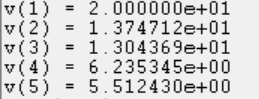 v(1) = 2.000000e+01
v(2) = 1.374712e+01
v(3) = 1.304369e+01
v(4) = 6.235345e+00
v(5) = 5.512430e+00